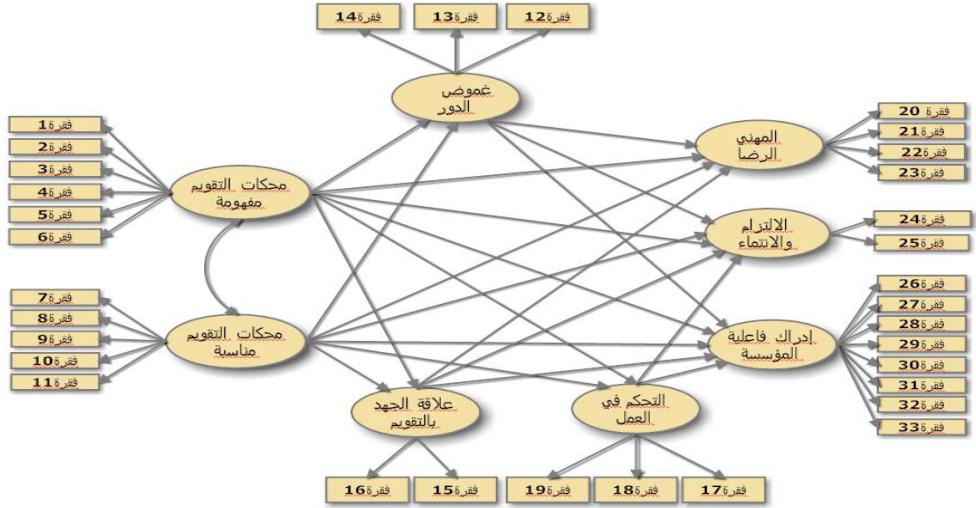 فقرة12
فقرة13
فقرة14
غموض
الدور
فقرة 20
فقرة21
فقرة22
فقرة23
المهني
الرضا
فقرة1
فقرة2
فقرة3
فقرة4
فقرة5
فقرة6
محكات التقويم
مفهومة
فقرة24
فقرة25
الالتزام
والانتماء
فقرة26
فقرة27
فقرة28
فقرة29
فقرة30
فقرة31
فقرة32
فقرة33
إدراك فاعلية
المؤسسة
محكات التقويم
مناسبة
فقرة7
فقرة8
فقرة9
فقرة10
فقرة11
التحكم في
العمل
علاقة الجهد
بالتقويم
فقرة17
فقرة18
فقرة19
فقرة15
فقرة16